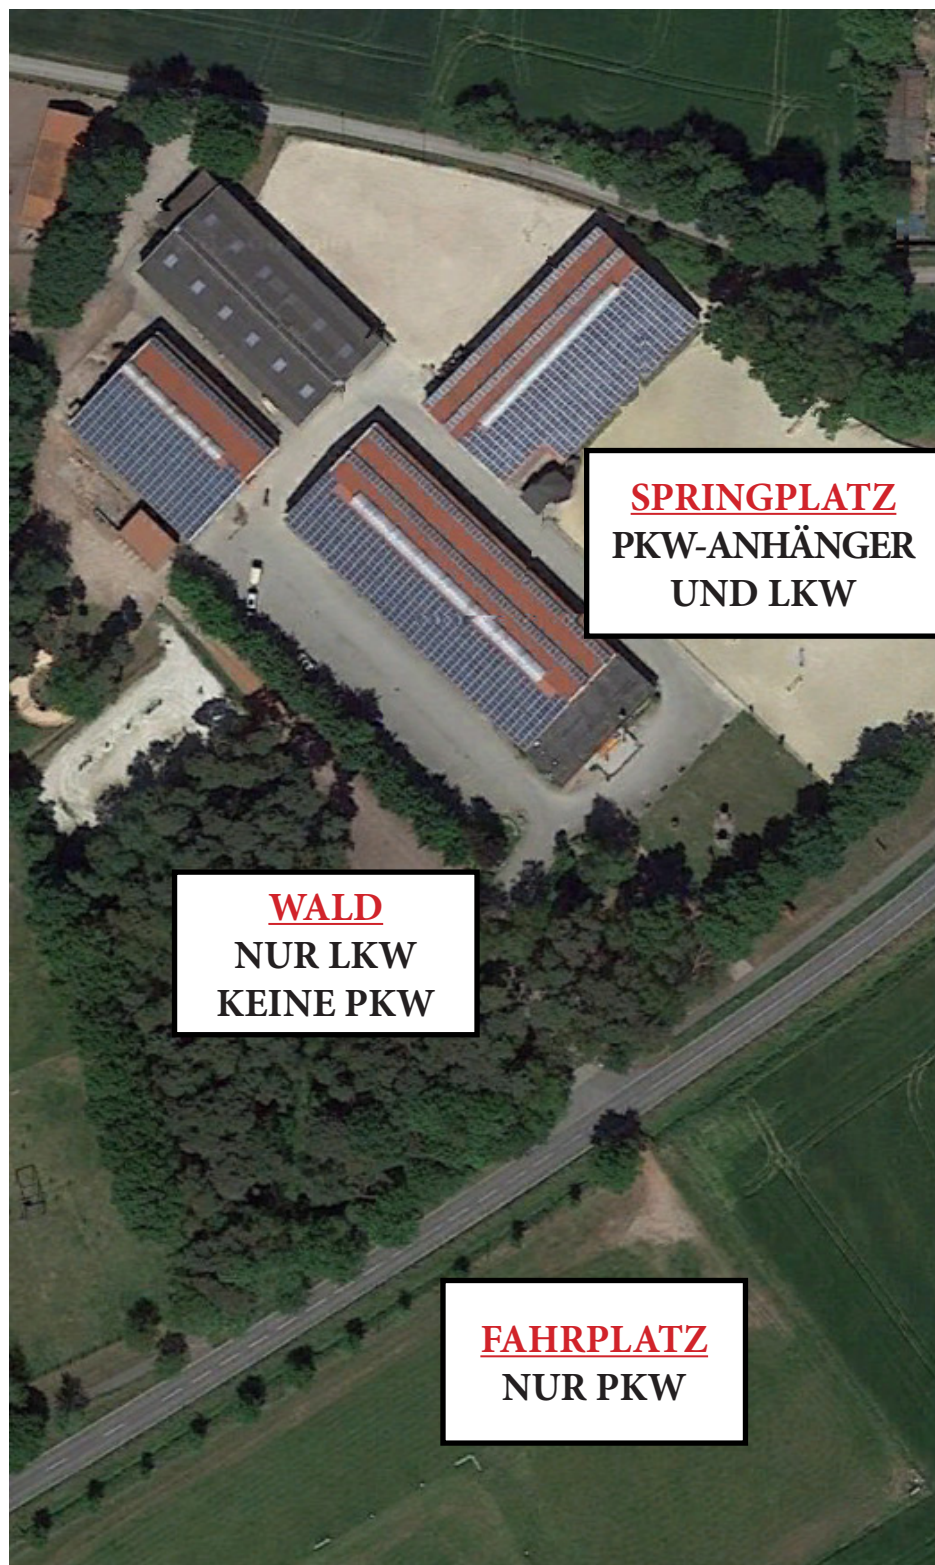 SPRINGPLATZ
PKW-ANHÄNGER
UND LKW
WALD
NUR LKW
KEINE PKW
FAHRPLATZ
NUR PKW